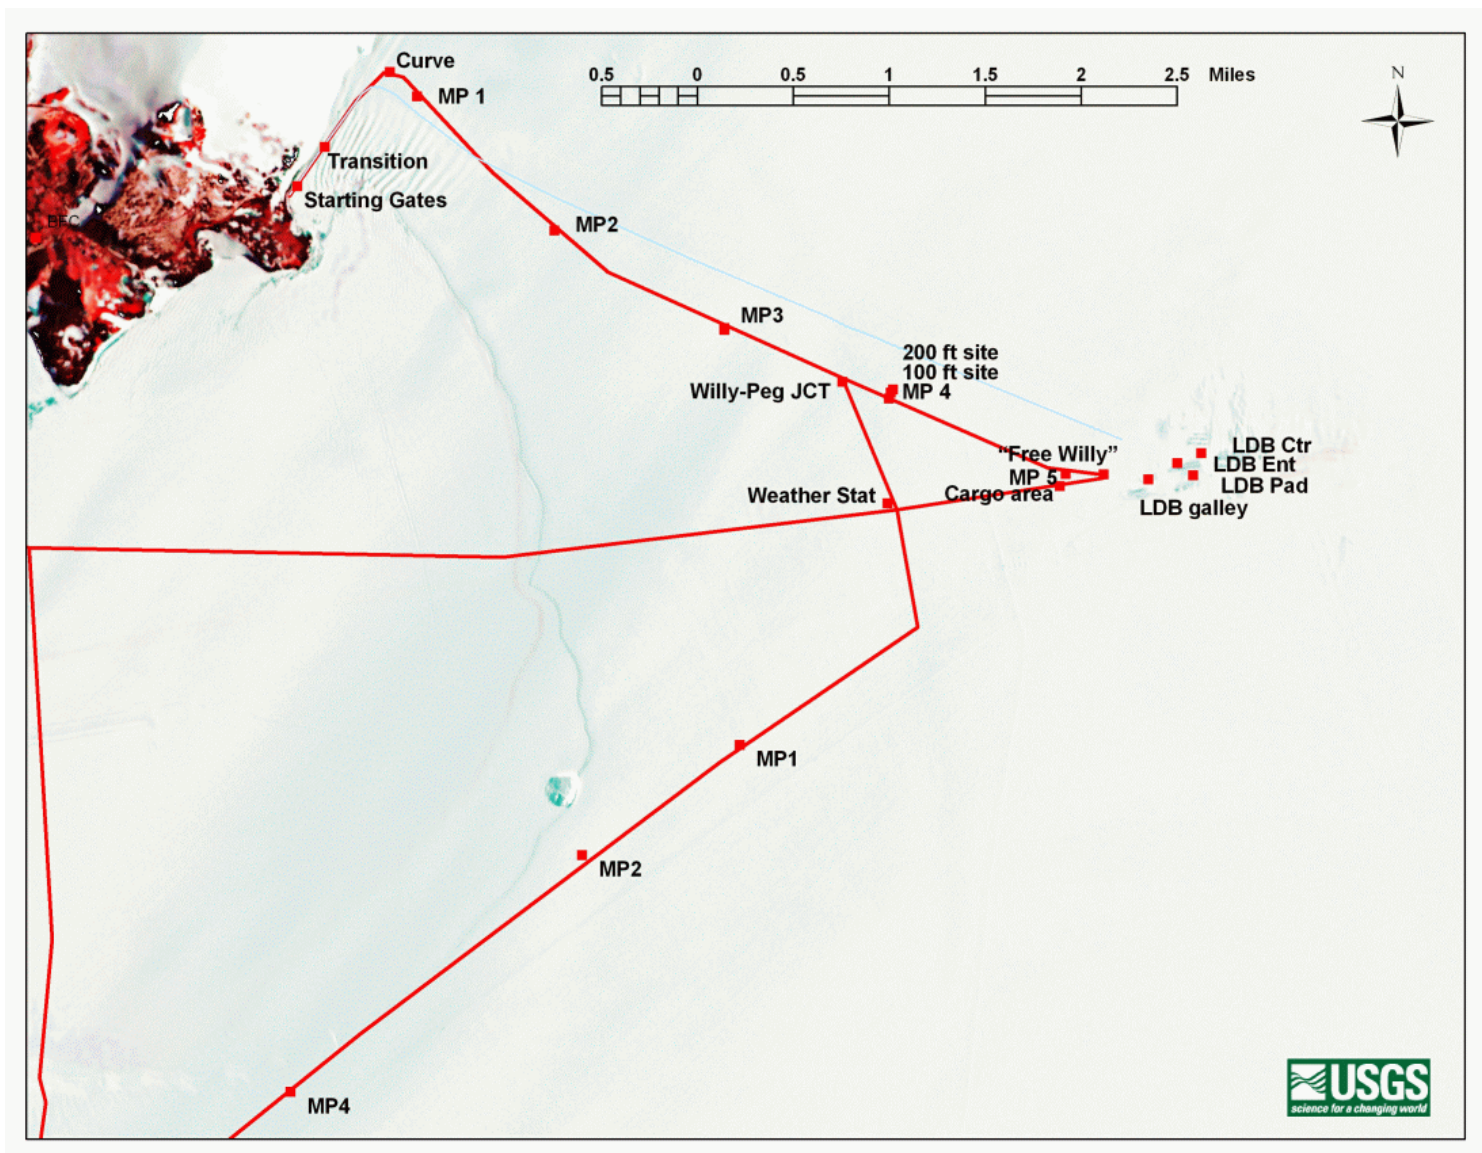 Curve
0.5 0 0.5 1 1.5 2 2.5 Miles
N
MP 1
Transition
Starting Gates
BFC
MP2
MP3
200 ft site
100 ft site
Willy-Peg JCT
MP 4
"Free Willy"
LDB Ctr
LDB Ent
MP 5
LDB Pad
Weather Stat
Cargo area
LDB galley
MP1
MP2
MP4
USGS
science for a changing world